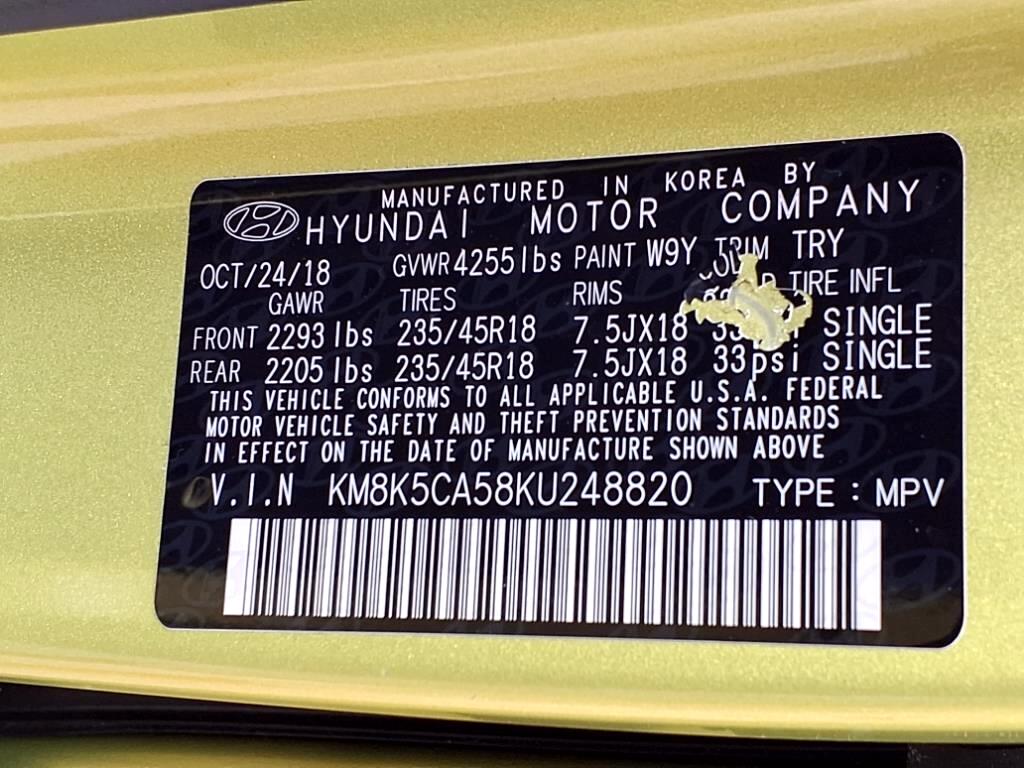 MANUFACTURED IN KOREA BY
HYUNDAI MOTOR COMPANY
OCT/24/18 GVWR 4255lbs PAINT W9Y TRIM TRY
GAWR TIRES RIMS TIRE INFL
FRONT 2293 lbs 235/45R18 7.5JX18 SINGLE
REAR 2205 lbs 235/45R18 7.5JX18 33psi SINGLE
THIS VEHICLE CONFORMS TO ALL APPLICABLE U.S.A. FEDERAL
MOTOR VEHICLE SAFETY AND THEFT PREVENTION STANDARDS
IN EFFECT ON THE DATE OF MANUFACTURE SHOWN ABOVE
V.I.N KM8K5CA58KU248820 TYPE : MPV